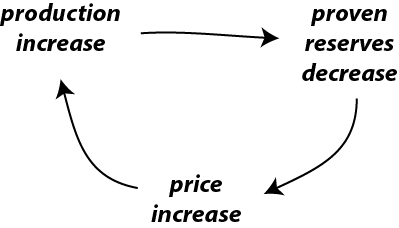 production
increase
proven
reserves
decrease
price
increase